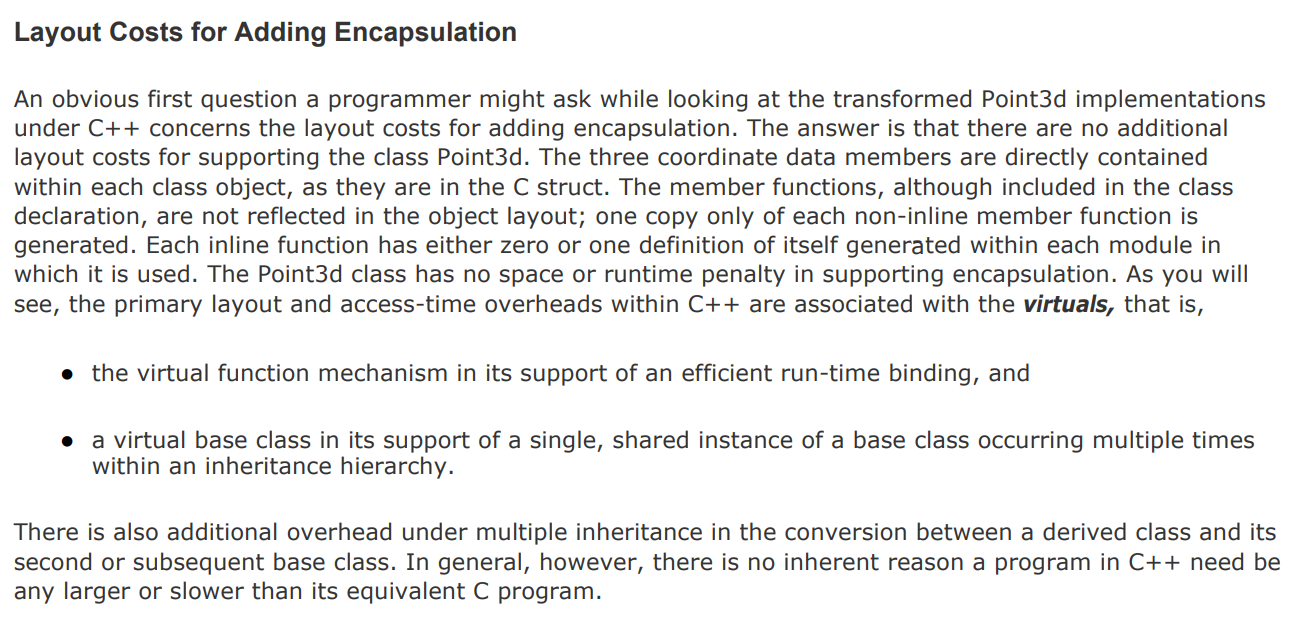 Layout Costs for Adding Encapsulation
An obvious first question a programmer might ask while looking at the transformed Point3d implementations
under C++ concerns the layout costs for adding encapsulation. The answer is that there are no additional
layout costs for supporting the class Point3d. The three coordinate data members are directly contained
within each class object, as they are in the C struct. The member functions, although included in the class
declaration, are not reflected in the object layout; one copy only of each non-inline member function is
generated. Each inline function has either zero or one definition of itself generated within each module in
which it is used. The Point3d class has no space or runtime penalty in supporting encapsulation. As you will
see, the primary layout and access-time overheads within C++ are associated with the virtuals, that is,
● the virtual function mechanism in its support of an efficient run-time binding, and
● a virtual base class in its support of a single, shared instance of a base class occurring multiple times
within an inheritance hierarchy.
There is also additional overhead under multiple inheritance in the conversion between a derived class and its
second or subsequent base class. In general, however, there is no inherent reason a program in C++ need be
any larger or slower than its equivalent C program.